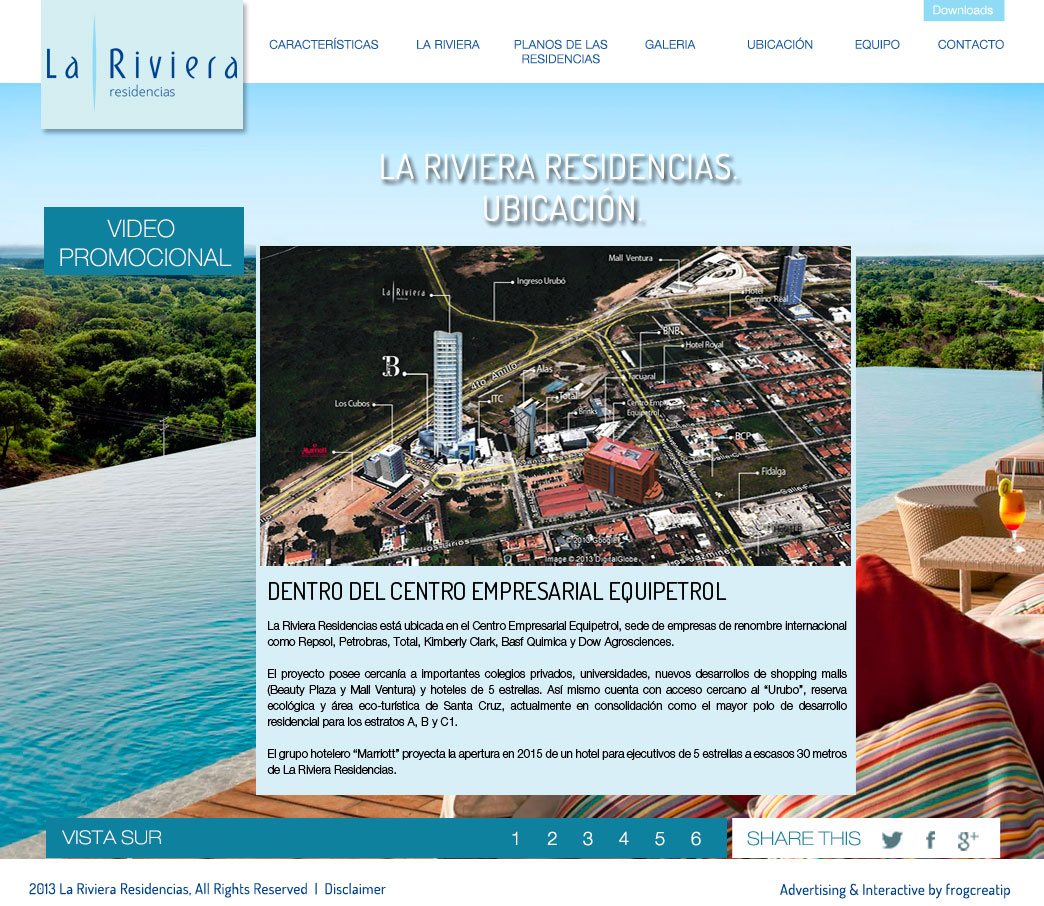 Downloads
La Riviera
residencias
CARACTERÍSTICAS
LA RIVIERA
PLANOS DE LAS
RESIDENCIAS
GALERIA
UBICACIÓN
EQUIPO
CONTACTO
LA RIVIERA RESIDENCIAS.
UBICACIÓN.
VIDEO
PROMOCIONAL
Mall Ventura
Ingreso Urubó
La Riviera
Hotel
Camino Real
BNB
Hotel Royal
B.
4to Anillo
Alas
Tacuaral
Los Cubos
ITC
Total
Brinks
Centro Emp
Equipetrol
BCP
Marriott
Fidalga
Los Lirios
© 2013 Google
Image © 2013 DigitalGlobe
Los Jazmines
DENTRO DEL CENTRO EMPRESARIAL EQUIPETROL
La Riviera Residencias está ubicada en el Centro Empresarial Equipetrol, sede de empresas de renombre internacional
como Repsol, Petrobras, Total, Kimberly Clark, Basf Quimica y Dow Agrosciences.
El proyecto posee cercanía a importantes colegios privados, universidades, nuevos desarrollos de shopping malls
(Beauty Plaza y Mall Ventura) y hoteles de 5 estrellas. Así mismo cuenta con acceso cercano al “Urubo”, reserva
ecológica y área eco-turística de Santa Cruz, actualmente en consolidación como el mayor polo de desarrollo
residencial para los estratos A, B y C1.
El grupo hotelero “Marriott” proyecta la apertura en 2015 de un hotel para ejecutivos de 5 estrellas a escasos 30 metros
de La Riviera Residencias.
VISTA SUR
1 2 3 4 5 6
SHARE THIS
2013 La Riviera Residencias, All Rights Reserved | Disclaimer
Advertising & Interactive by frogcreatip